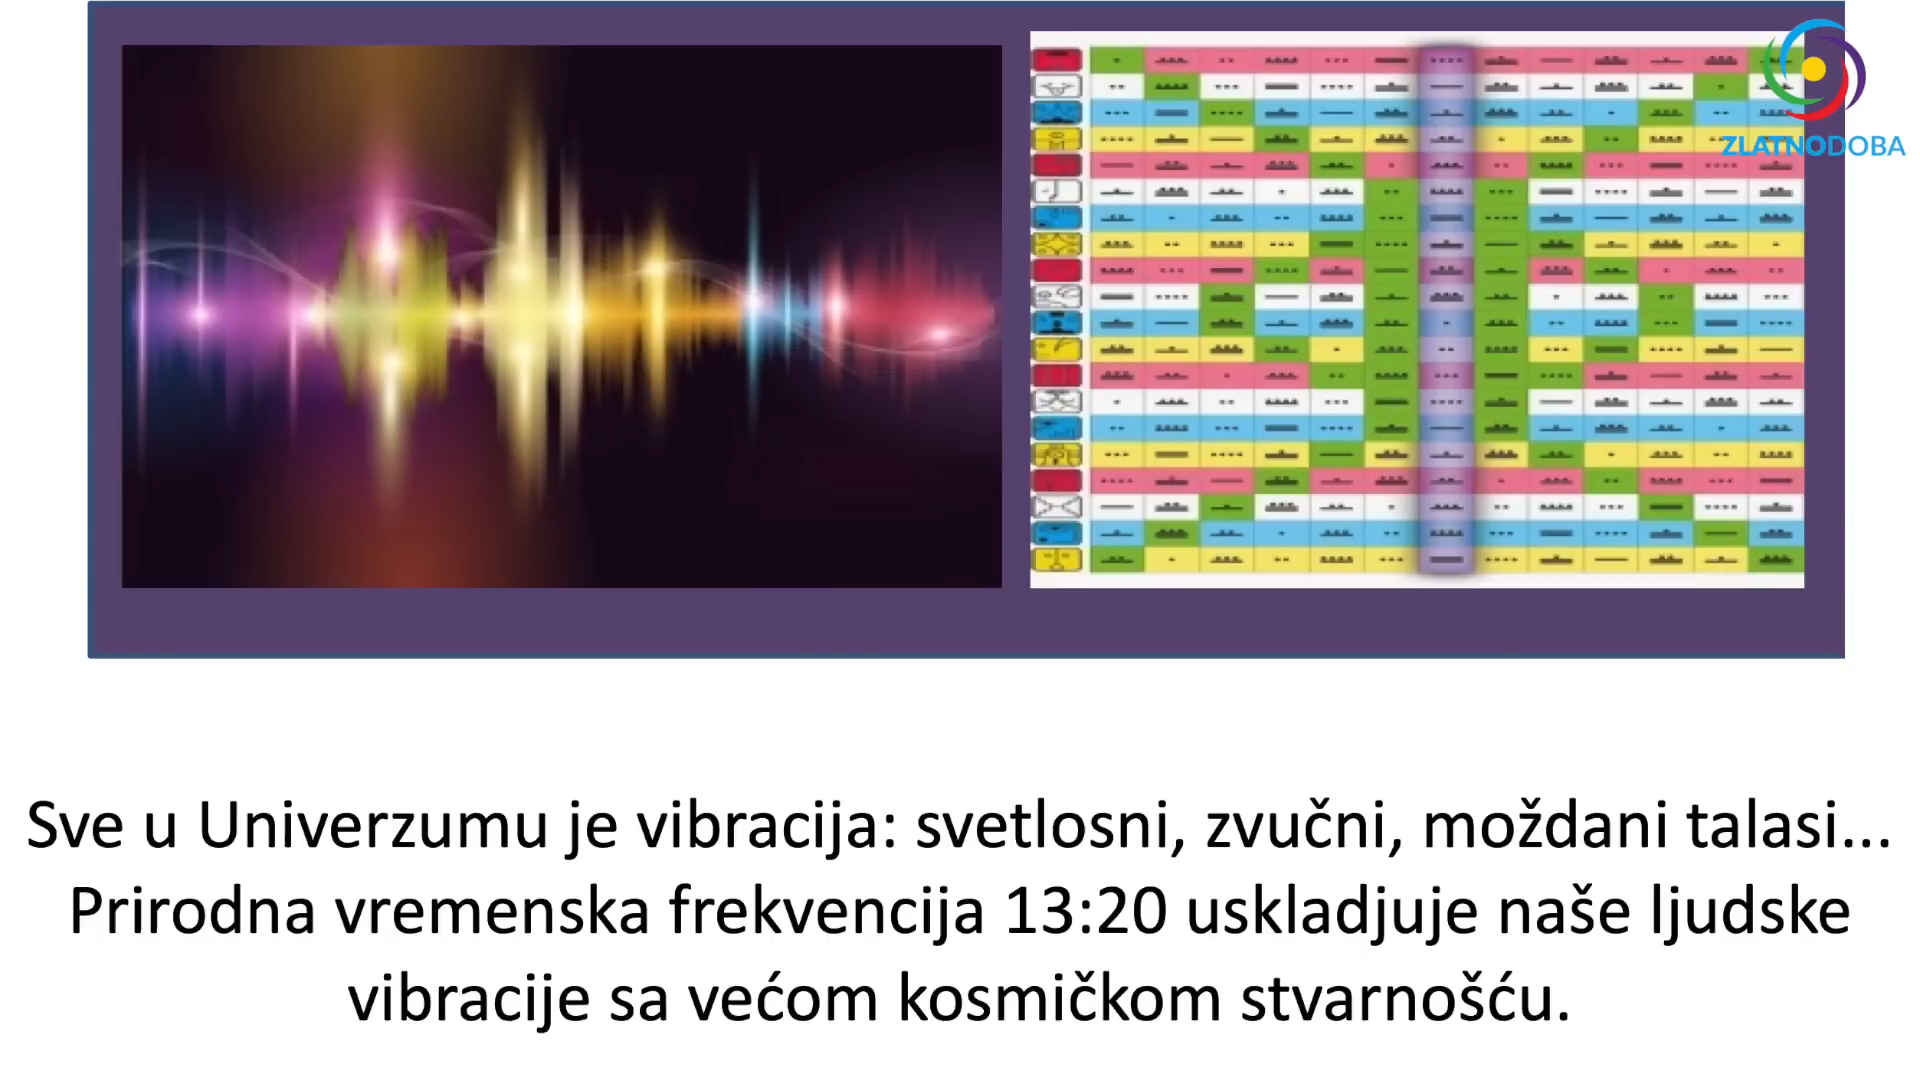 ZLATNODOBA
Sve u Univerzumu je vibracija: svetlosni, zvučni, moždani talasi...
Prirodna vremenska frekvencija 13:20 uskladjuje naše ljudske
vibracije sa većom kosmičkom stvarnošću.